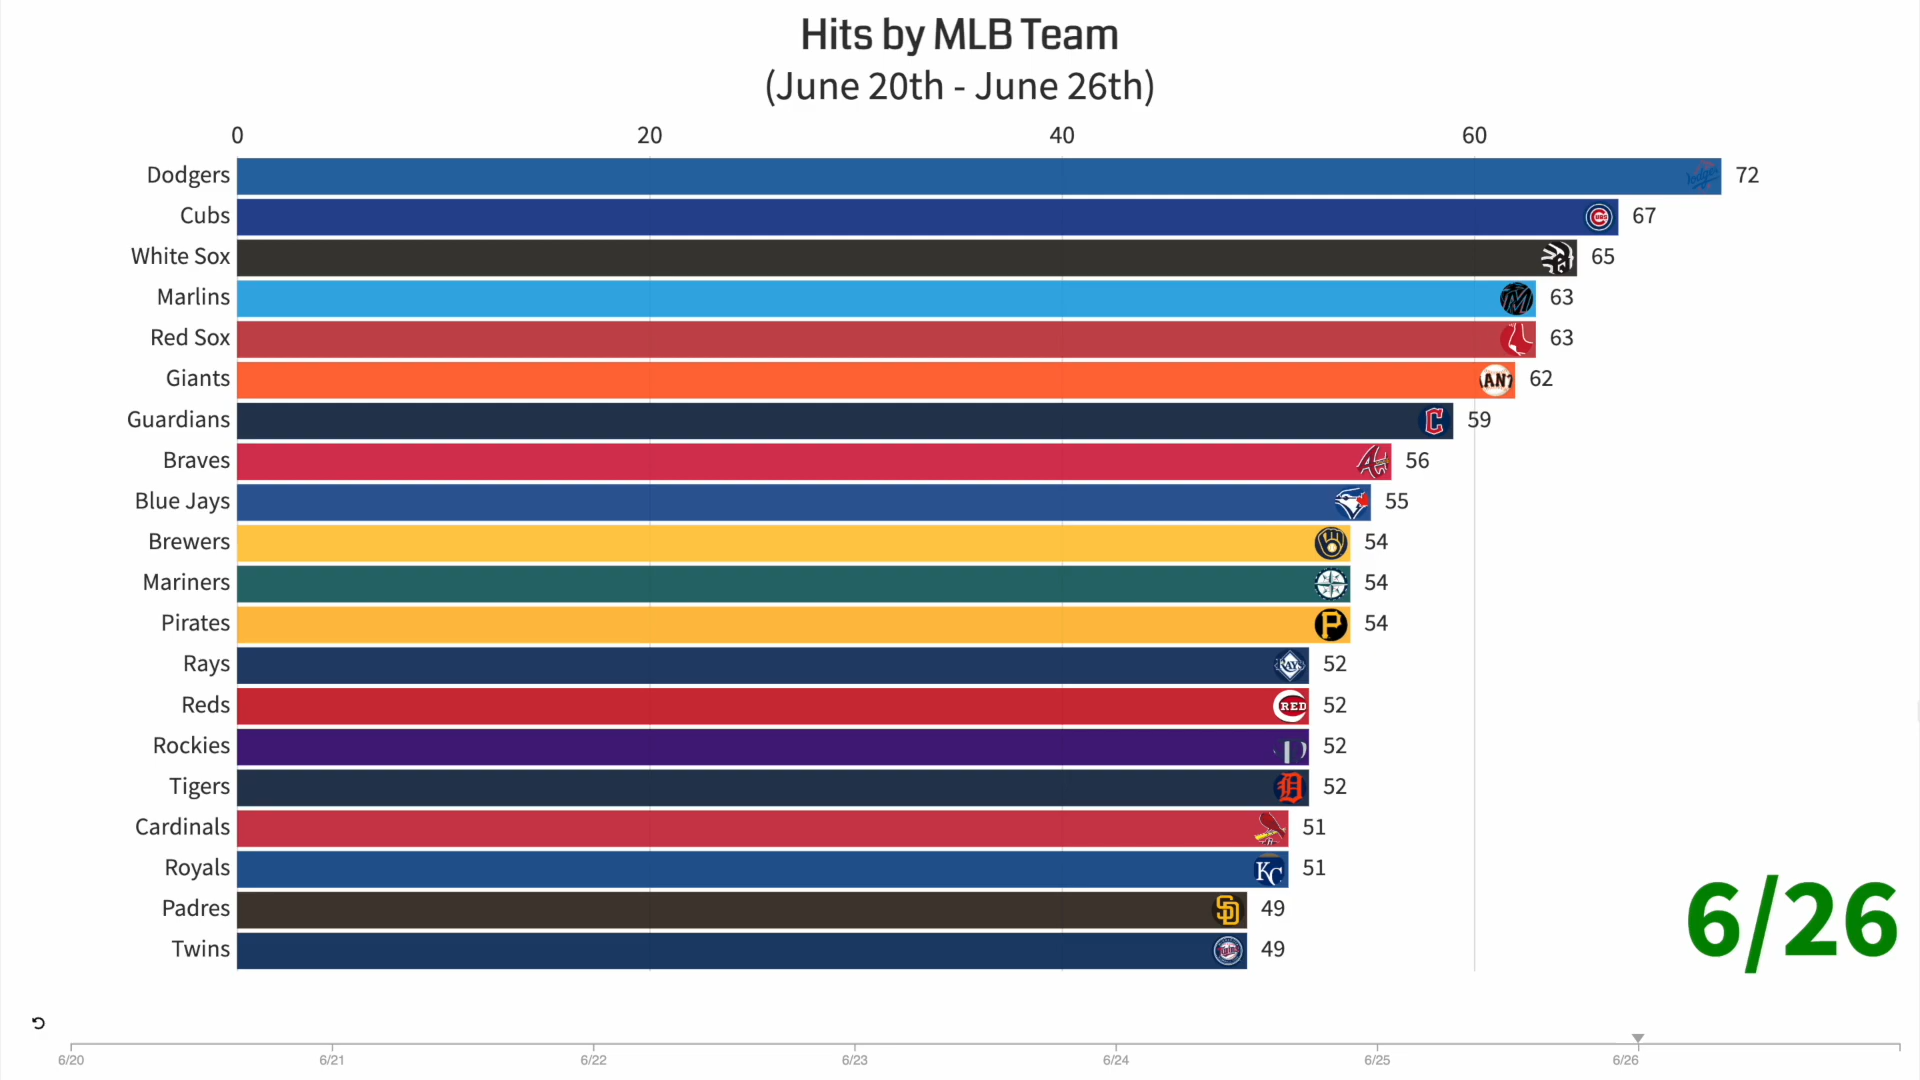 Hits by MLB Team
(June 20th - June 26th)
0 20 40 60
Dodgers 72
Cubs 67
White Sox 65
Marlins 63
Red Sox 63
Giants 62
Guardians 59
Braves 56
Blue Jays 55
Brewers 54
Mariners 54
Pirates 54
Rays 52
Reds 52
Rockies 52
Tigers 52
Cardinals 51
Royals 51
Padres 49
Twins 49
6/26
6/20 6/21 6/22 6/23 6/24 6/25 6/26